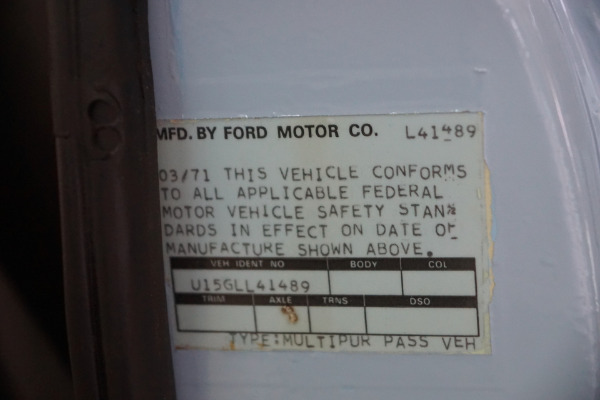 MFD. BY FORD MOTOR CO. L41489
03/71 THIS VEHICLE CONFORMS
TO ALL APPLICABLE FEDERAL
MOTOR VEHICLE SAFETY STAN
DARDS IN EFFECT ON DATE OF
MANUFACTURE SHOWN ABOVE.
VEH IDENT NO BODY COL
U15GLL41489
TRIM AXLE TRNS DSO
TYPE:MULTIPUR PASS VEH